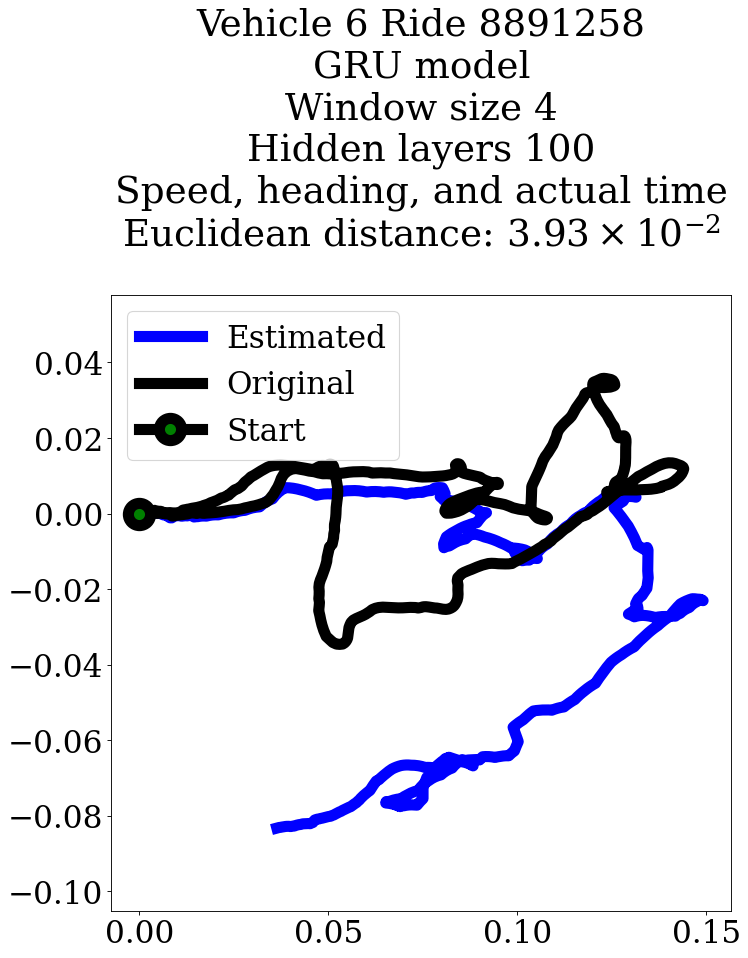 Vehicle 6 Ride 8891258
GRU model
Window size 4
Hidden layers 100
Speed, heading, and actual time
Euclidean distance: 3.93 × 10⁻²
Estimated
Original
Start
0.04
0.02
0.00
−0.02
−0.04
−0.06
−0.08
−0.10
0.00 0.05 0.10 0.15